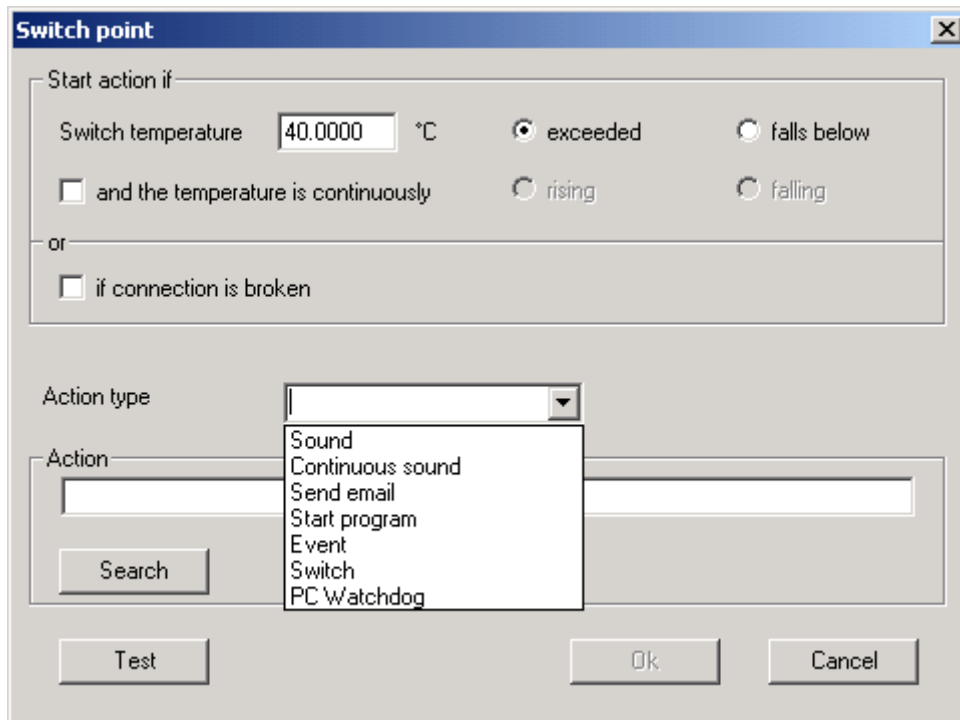 Switch point
Start action if
Switch temperature 40.0000 °C exceeded falls below
and the temperature is continuously rising falling
or
if connection is broken
Action type
Sound
Continuous sound
Send email
Start program
Event
Switch
PC Watchdog
Action
Search
Test Ok Cancel